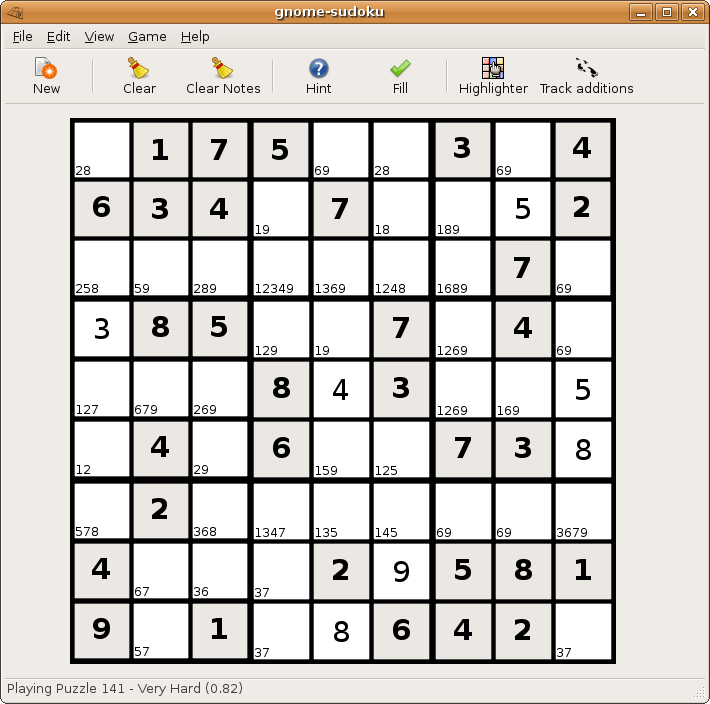 gnome-sudoku
File Edit View Game Help
New Clear Clear Notes Hint Fill Highlighter Track additions
28 1 7 5 69 28 3 69 4
6 3 4 19 7 18 189 5 2
258 59 289 12349 1369 1248 1689 7 69
3 8 5 129 19 7 1269 4 69
127 679 269 8 4 3 1269 169 5
12 4 29 6 159 125 7 3 8
578 2 368 1347 135 145 69 69 3679
4 67 36 37 2 9 5 8 1
9 57 1 37 8 6 4 2 37
Playing Puzzle 141 - Very Hard (0.82)